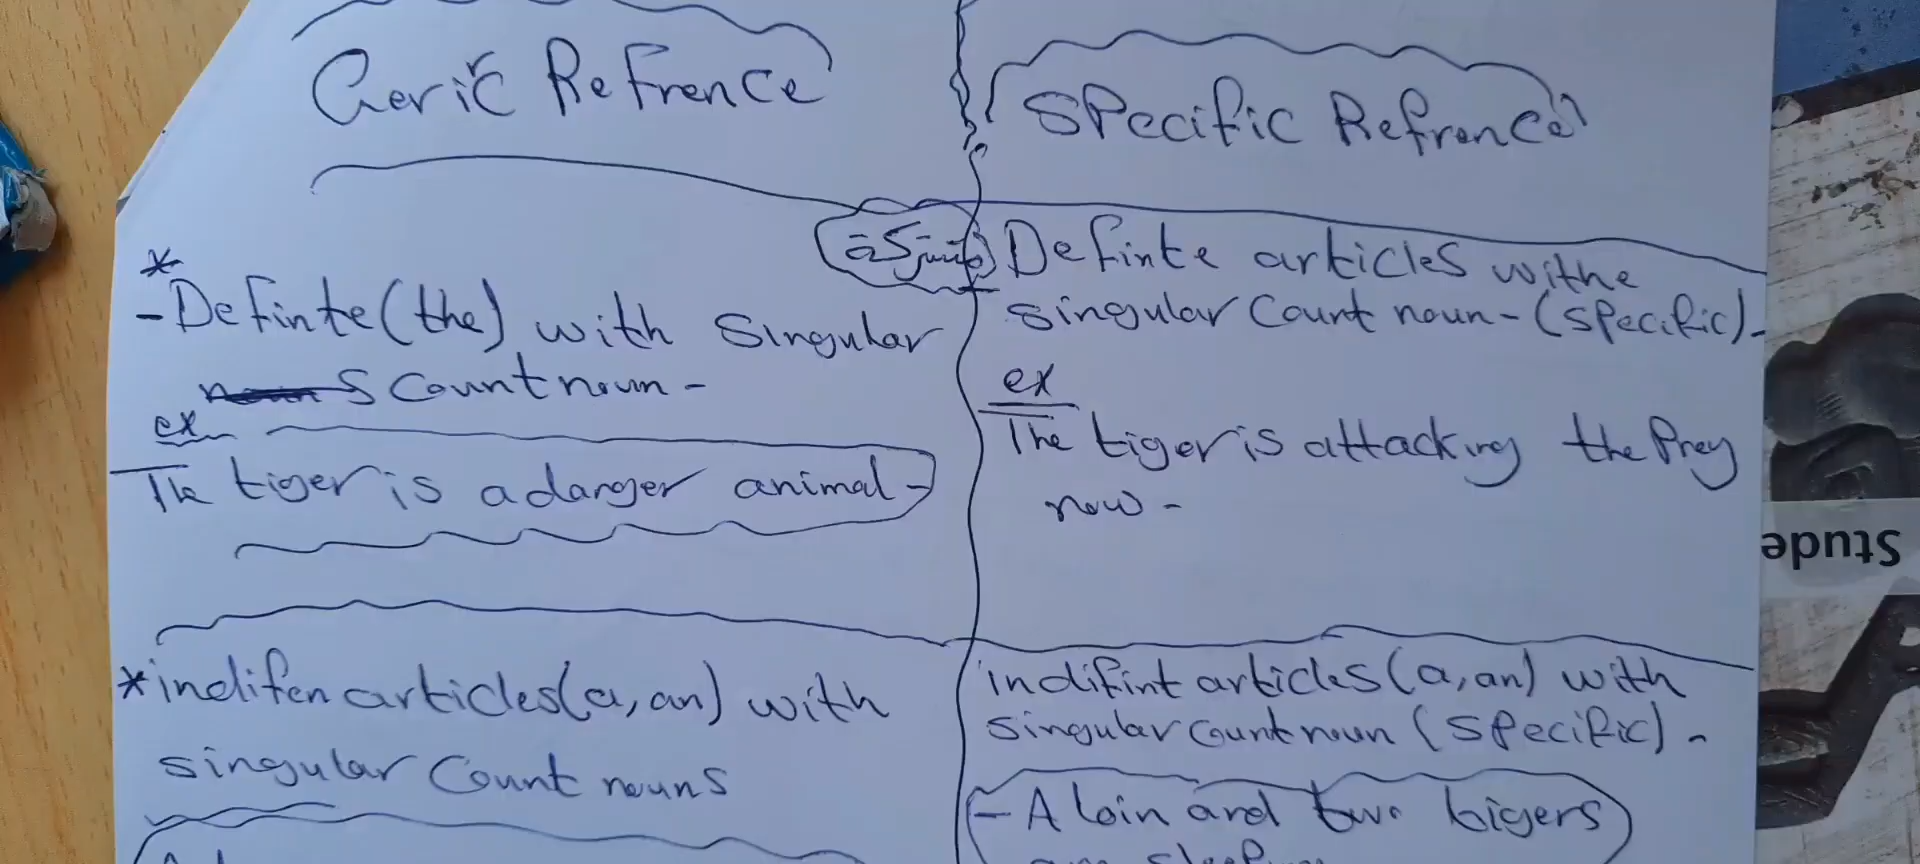 Generic Refrence
Specific Refrence
*
- Definte (the) with Singular
S Count noun -
ex
The tiger is a danger animal -
Definte articles withe
singular Count noun - (specific) -
ex
The tiger is attacking the Prey
now -
* indifen articles (a, an) with
singular Count nouns
indifint articles (a, an) with
singular Count noun (Specific) -
- A loin and two tigers
are sleeping
Stude